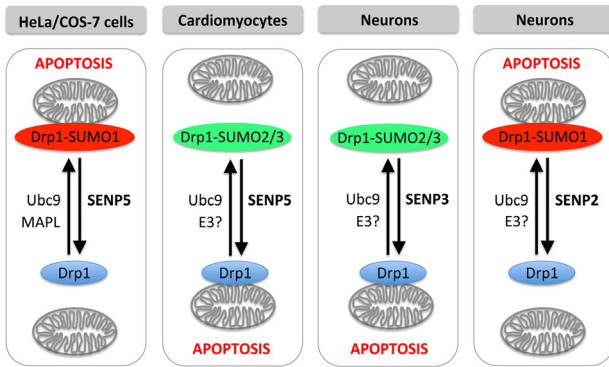 HeLa/COS-7 cells
APOPTOSIS
Drp1-SUMO1
Ubc9
MAPL
SENP5
Drp1
Cardiomyocytes
Drp1-SUMO2/3
Ubc9
E3?
SENP5
Drp1
APOPTOSIS
Neurons
Drp1-SUMO2/3
Ubc9
E3?
SENP3
Drp1
APOPTOSIS
Neurons
APOPTOSIS
Drp1-SUMO1
Ubc9
E3?
SENP2
Drp1